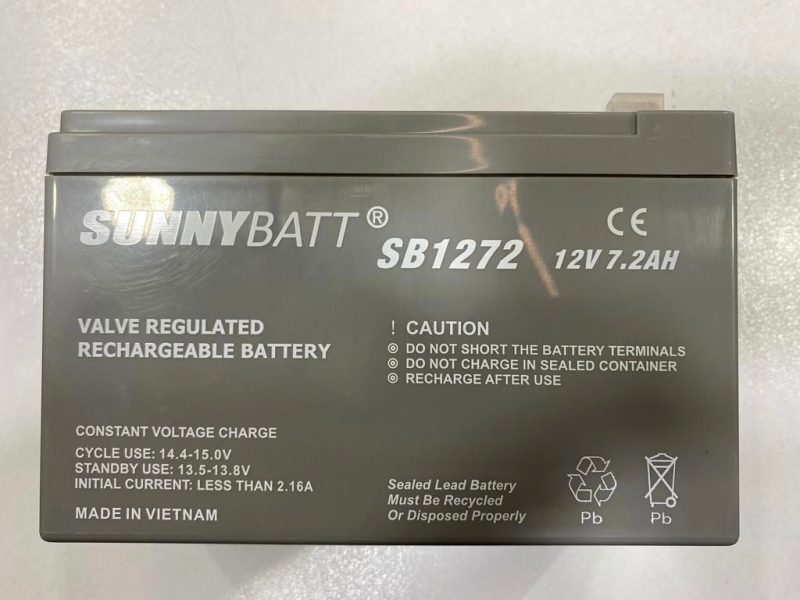 SUNNYBATT®
SB1272 12V 7.2AH
CE
VALVE REGULATED
RECHARGEABLE BATTERY
! CAUTION
◎ DO NOT SHORT THE BATTERY TERMINALS
◎ DO NOT CHARGE IN SEALED CONTAINER
◎ RECHARGE AFTER USE
CONSTANT VOLTAGE CHARGE
CYCLE USE: 14.4-15.0V
STANDBY USE: 13.5-13.8V
INITIAL CURRENT: LESS THAN 2.16A
MADE IN VIETNAM
Sealed Lead Battery
Must Be Recycled
Or Disposed Properly
Pb Pb